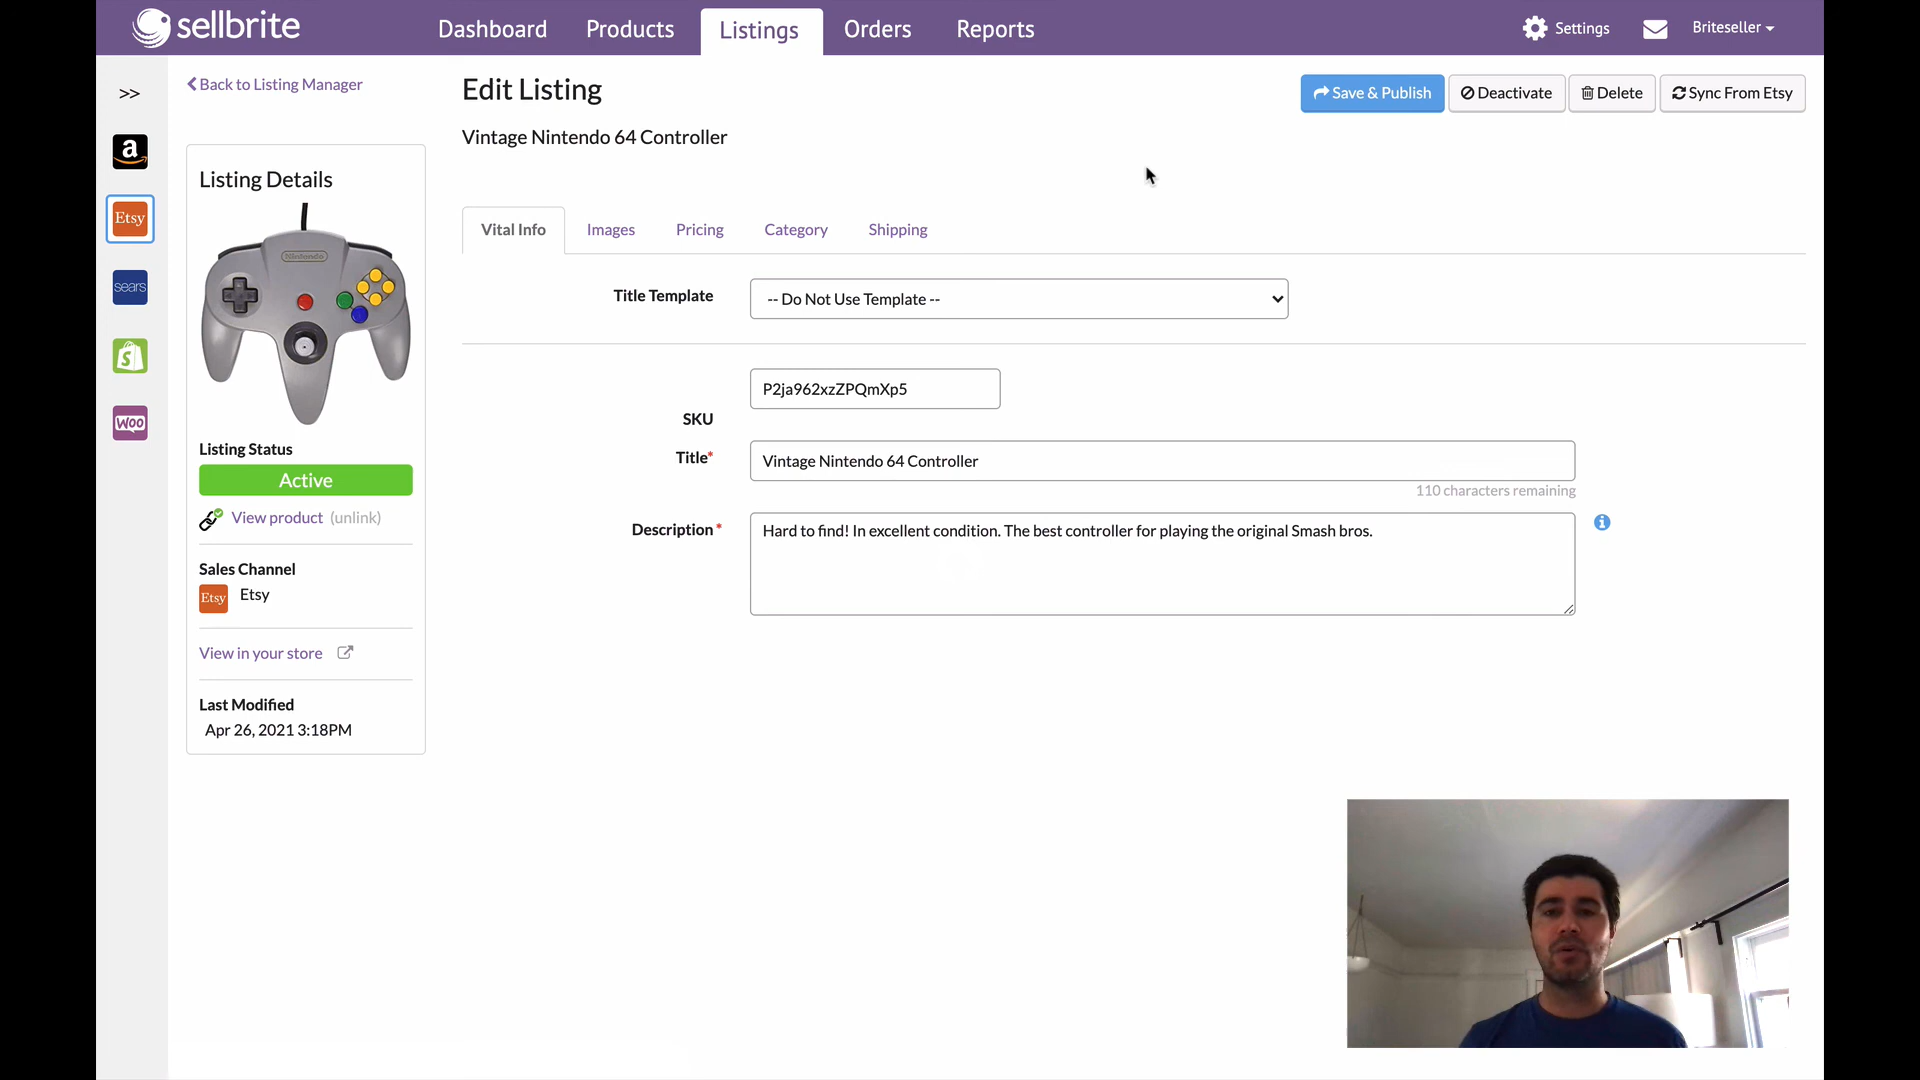 sellbrite
Dashboard
Products
Listings
Orders
Reports
Settings
Briteseller
>>
Back to Listing Manager
Edit Listing
Save & Publish
Deactivate
Delete
Sync From Etsy
Vintage Nintendo 64 Controller
a
Etsy
sears
S
Woo
Listing Details
Nintendo
Listing Status
Active
View product (unlink)
Sales Channel
Etsy Etsy
View in your store
Last Modified
Apr 26, 2021 3:18PM
Vital Info
Images
Pricing
Category
Shipping
Title Template
-- Do Not Use Template --
SKU
P2ja962xzZPQmXp5
Title*
Vintage Nintendo 64 Controller
110 characters remaining
Description *
Hard to find! In excellent condition. The best controller for playing the original Smash bros.
i